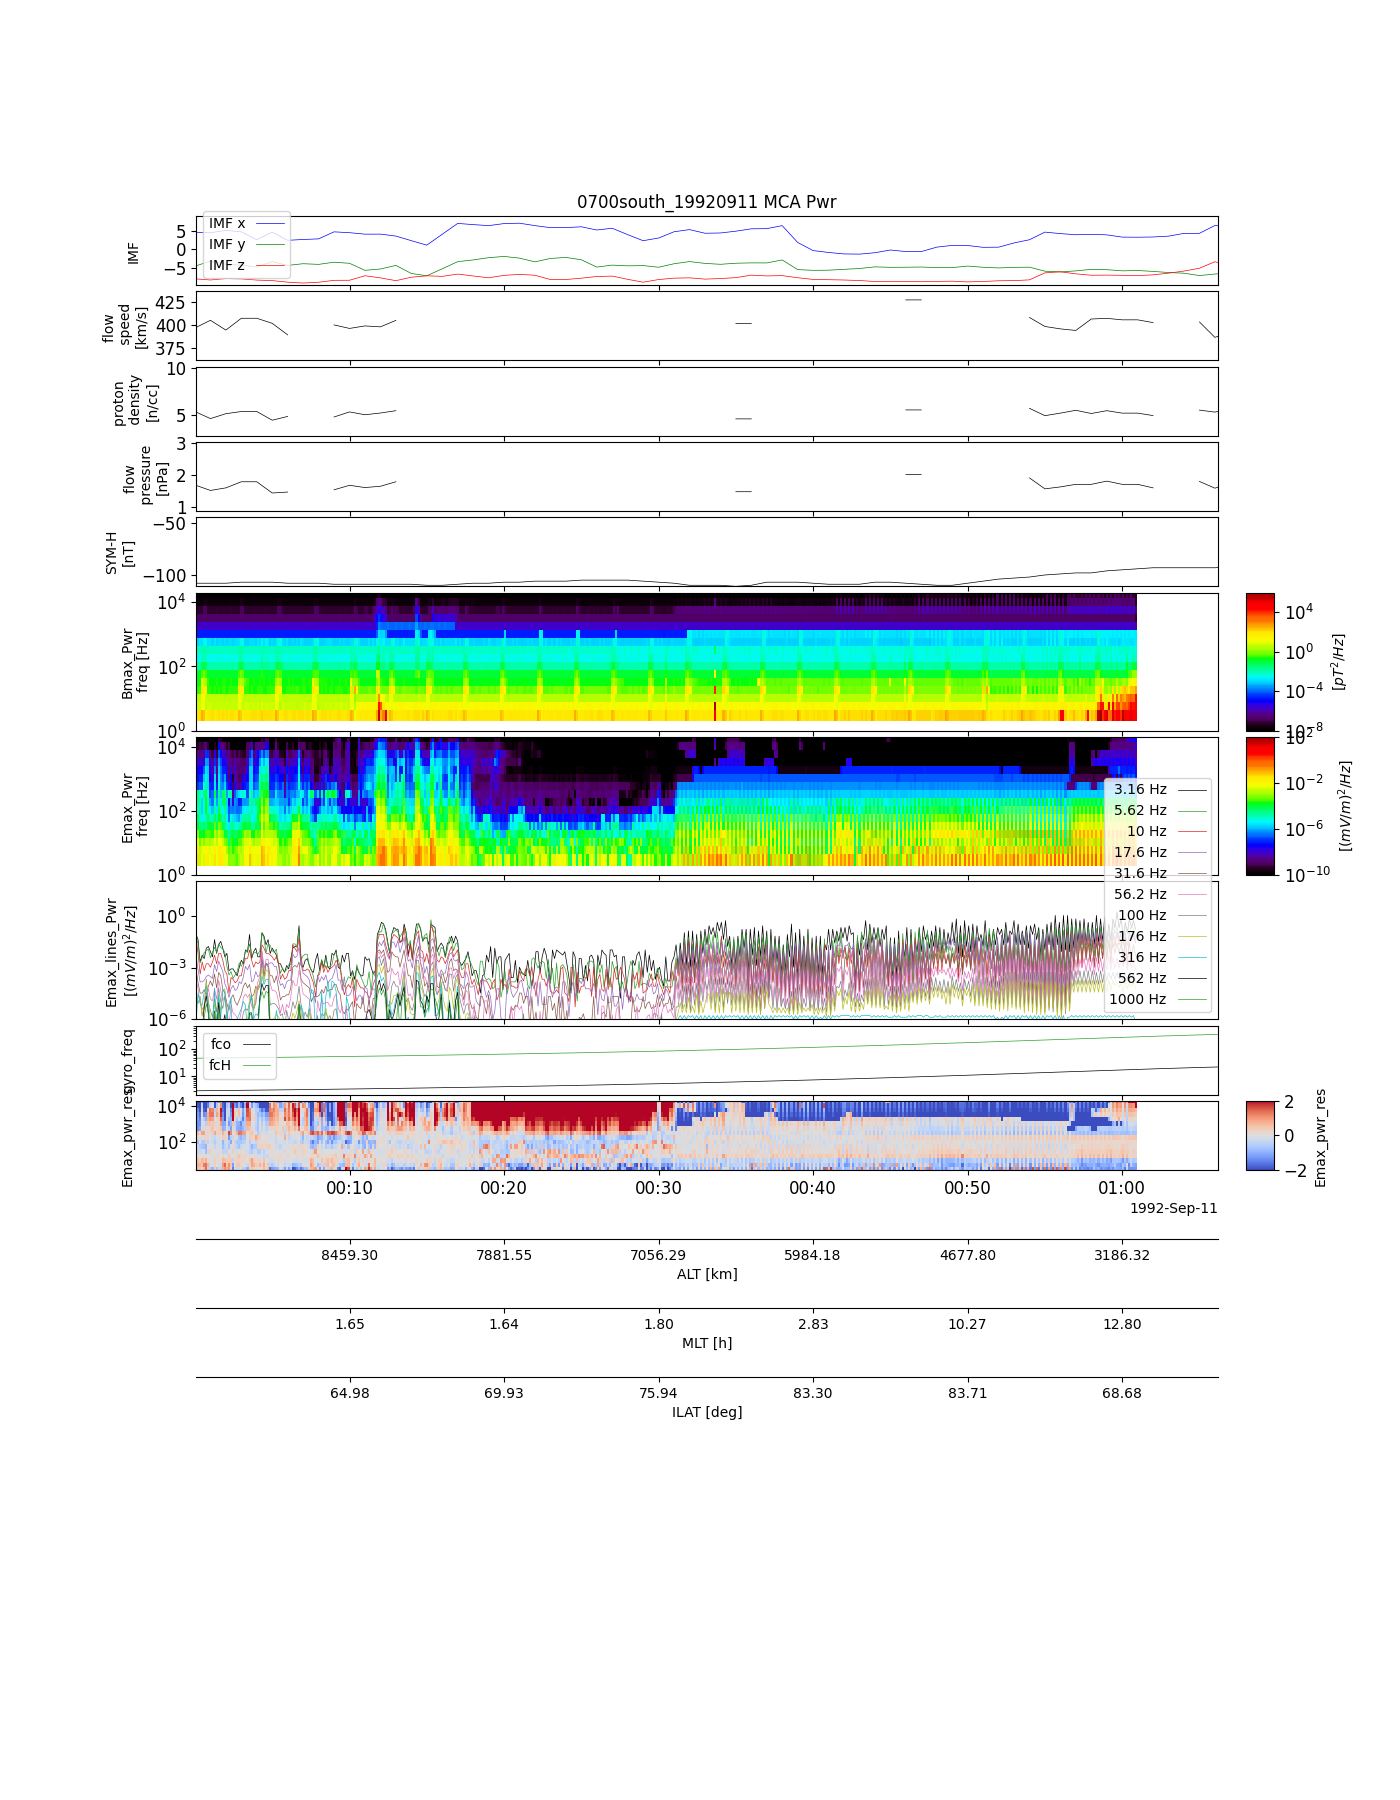 0700south_19920911 MCA Pwr
IMF
5
0
−5
IMF x
IMF y
IMF z
flow
speed
[km/s]
425
400
375
proton
density
[n/cc]
10
5
flow
pressure
[nPa]
3
2
1
SYM-H
[nT]
−50
−100
Bmax_Pwr
freq [Hz]
10^4
10^2
10^0
10^4
10^0
10^−4
10^−8
[pT^2/Hz]
Emax_Pwr
freq [Hz]
10^4
10^2
10^0
10^2
10^−2
10^−6
10^−10
[(mV/m)^2/Hz]
3.16 Hz
5.62 Hz
10 Hz
17.6 Hz
31.6 Hz
56.2 Hz
100 Hz
176 Hz
316 Hz
562 Hz
1000 Hz
Emax_lines_Pwr
[(mV/m)^2/Hz]
10^0
10^−3
10^−6
gyro_freq
10^2
10^1
fco
fcH
Emax_pwr_res
10^4
10^2
2
0
−2
Emax_pwr_res
00:10 00:20 00:30 00:40 00:50 01:00
1992-Sep-11
8459.30 7881.55 7056.29 5984.18 4677.80 3186.32
ALT [km]
1.65 1.64 1.80 2.83 10.27 12.80
MLT [h]
64.98 69.93 75.94 83.30 83.71 68.68
ILAT [deg]